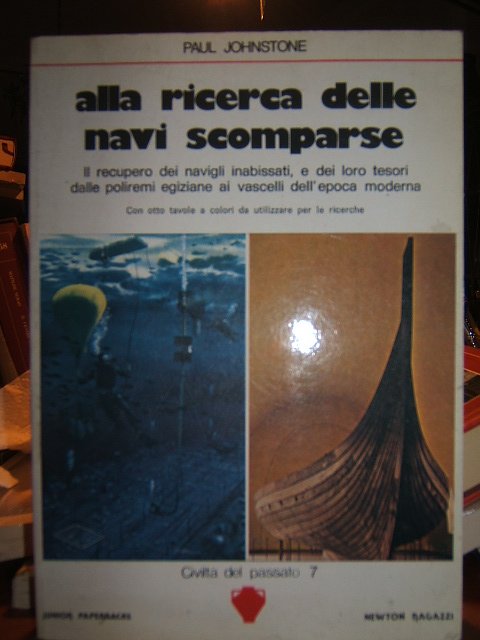 PAUL JOHNSTONE
alla ricerca delle
navi scomparse
Il recupero dei navigli inabissati, e dei loro tesori
dalle poliremi egiziane ai vascelli dell'epoca moderna
Con otto tavole a colori da utilizzare per le ricerche
Civiltà del passato 7
JUNIOR PAPERBACKS
NEWTON RAGAZZI